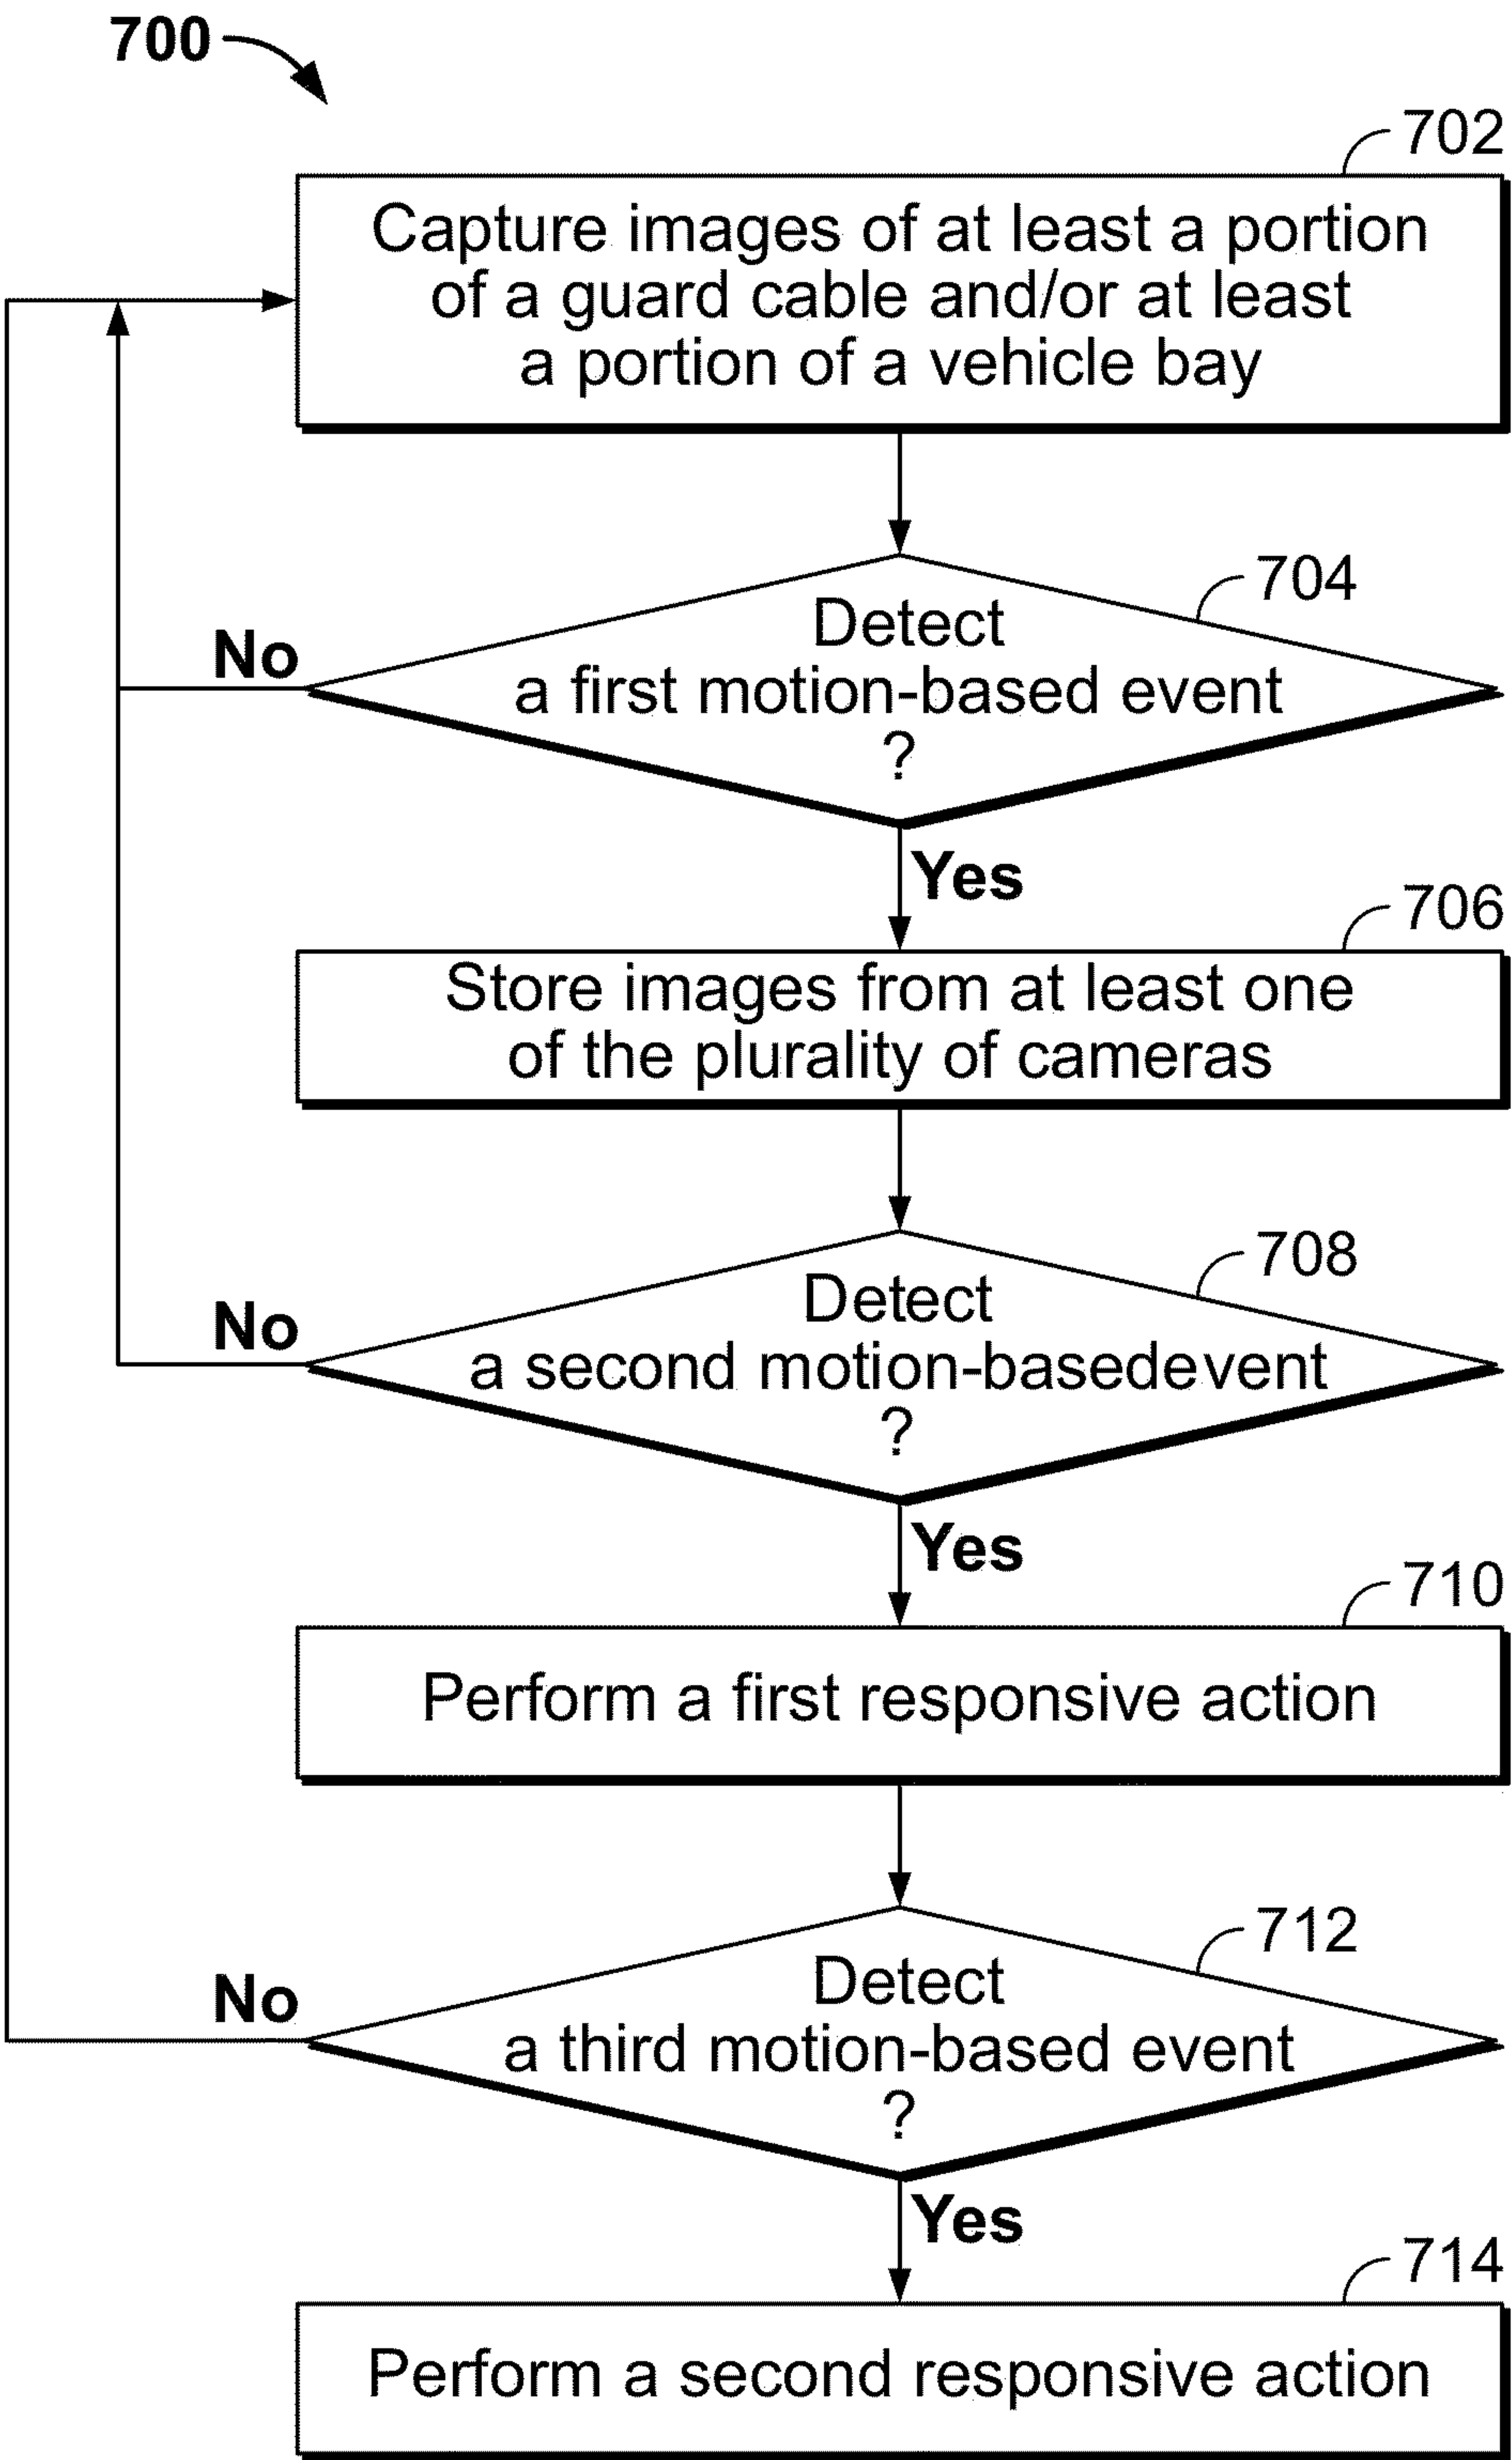 700
702
Capture images of at least a portion
of a guard cable and/or at least
a portion of a vehicle bay
704
Detect
No
a first motion-based event
?
Yes
706
Store images from at least one
of the plurality of cameras
708
Detect
No
a second motion-basedevent
?
Yes
710
Perform a first responsive action
712
Detect
No
a third motion-based event
?
Yes
714
Perform a second responsive action